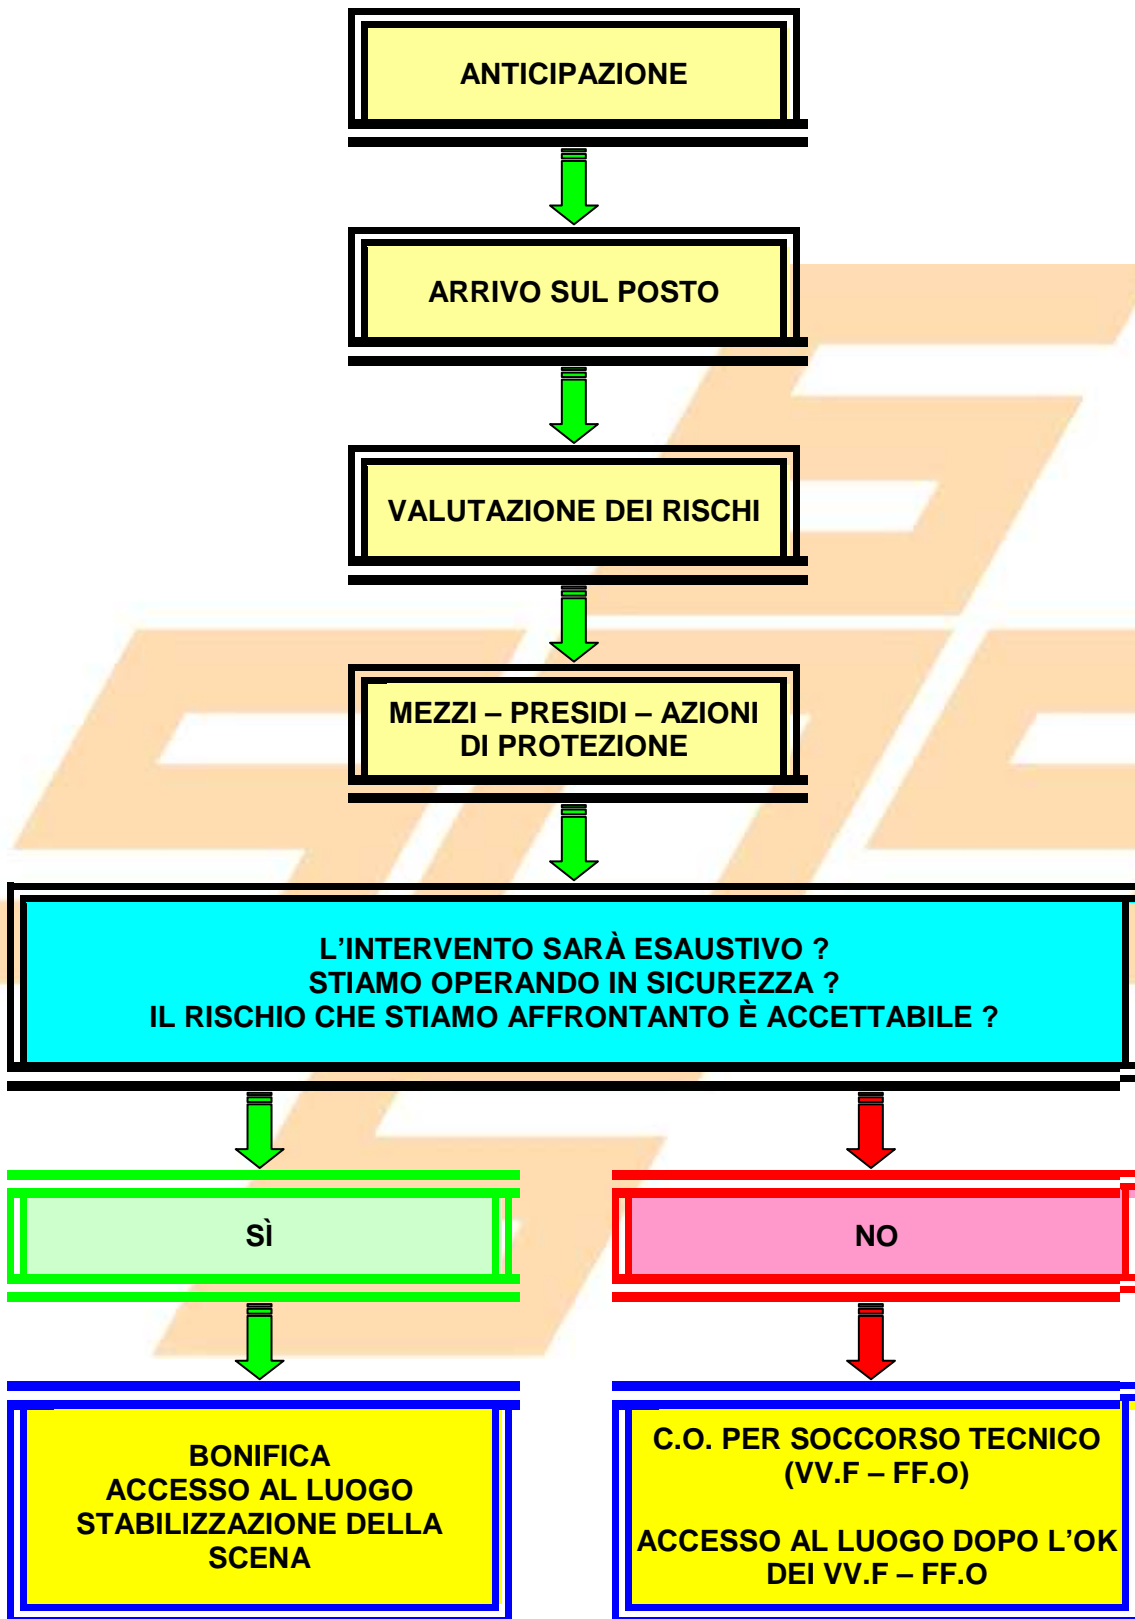 ANTICIPAZIONE
ARRIVO SUL POSTO
VALUTAZIONE DEI RISCHI
MEZZI – PRESIDI – AZIONI
DI PROTEZIONE
L’INTERVENTO SARÀ ESAUSTIVO ?
STIAMO OPERANDO IN SICUREZZA ?
IL RISCHIO CHE STIAMO AFFRONTANTO È ACCETTABILE ?
SÌ
NO
BONIFICA
ACCESSO AL LUOGO
STABILIZZAZIONE DELLA
SCENA
C.O. PER SOCCORSO TECNICO
(VV.F – FF.O)
ACCESSO AL LUOGO DOPO L’OK
DEI VV.F – FF.O